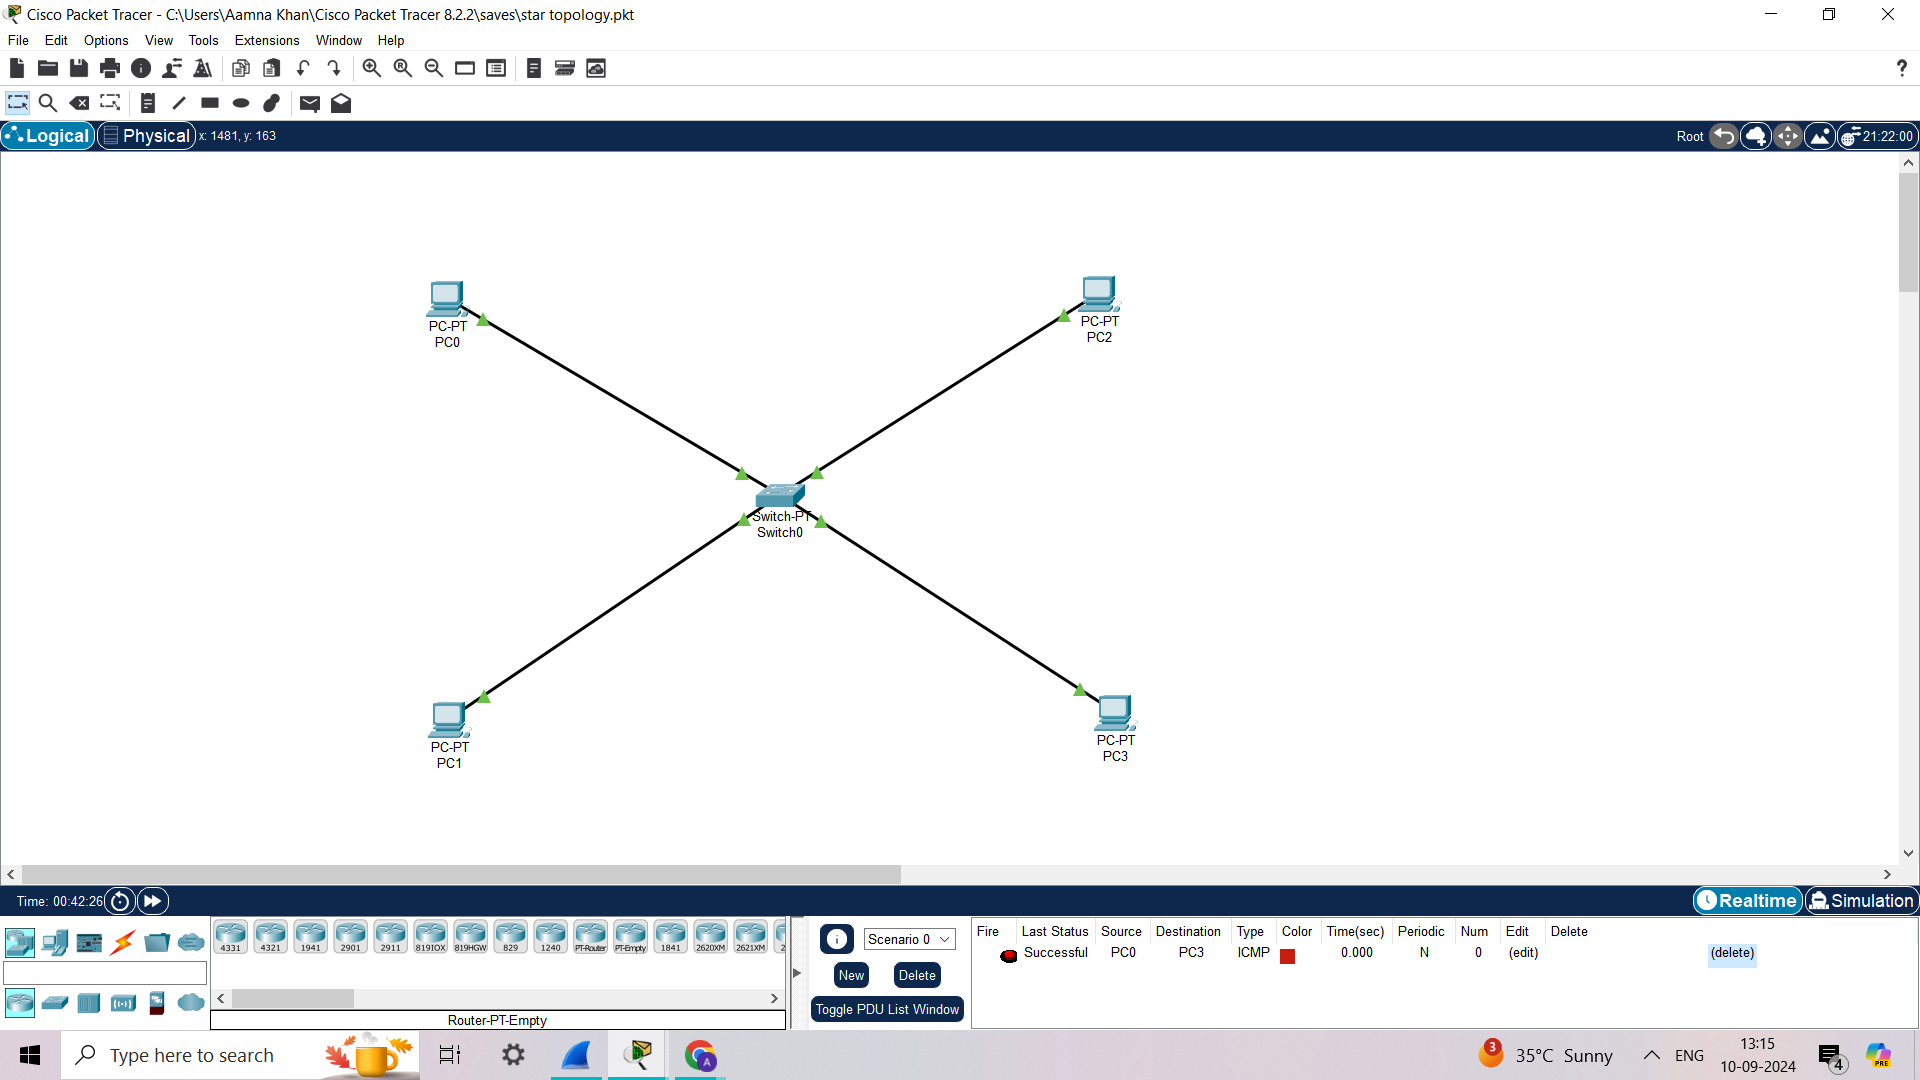 Cisco Packet Tracer - C:\Users\Aamna Khan\Cisco Packet Tracer 8.2.2\saves\star topology.pkt
File Edit Options View Tools Extensions Window Help
?
Logical Physical x: 1481, y: 163 Root 21:22:00
PC-PT
PC0
PC-PT
PC2
Switch-PT
Switch0
PC-PT
PC1
PC-PT
PC3
Time: 00:42:26 Realtime Simulation
4331 4321 1941 2901 2911 819IOX 819HGW 829 1240 PT-Router PT-Empty 1841 2620XM 2621XM 2
Router-PT-Empty
Scenario 0
New Delete
Toggle PDU List Window
Fire Last Status Source Destination Type Color Time(sec) Periodic Num Edit Delete
Successful PC0 PC3 ICMP 0.000 N 0 (edit) (delete)
Type here to search
A
3 35°C Sunny ENG
13:15
10-09-2024
4
PRE